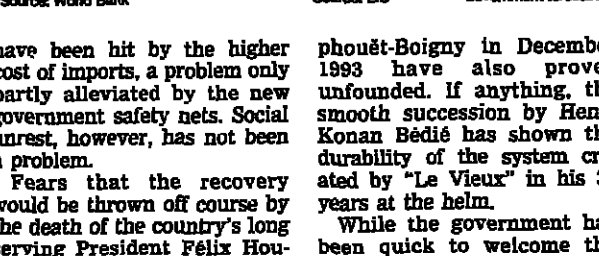 Source: World Bank
have been hit by the higher
cost of imports, a problem only
partly alleviated by the new
government safety nets. Social
unrest, however, has not been
a problem.
Fears that the recovery
would be thrown off course by
the death of the country's long
serving President Félix Hou-
phouët-Boigny in Decembe
1993 have also prove
unfounded. If anything, th
smooth succession by Hen
Konan Bédié has shown th
durability of the system cr
ated by "Le Vieux" in his 3
years at the helm.
While the government ha
been quick to welcome th